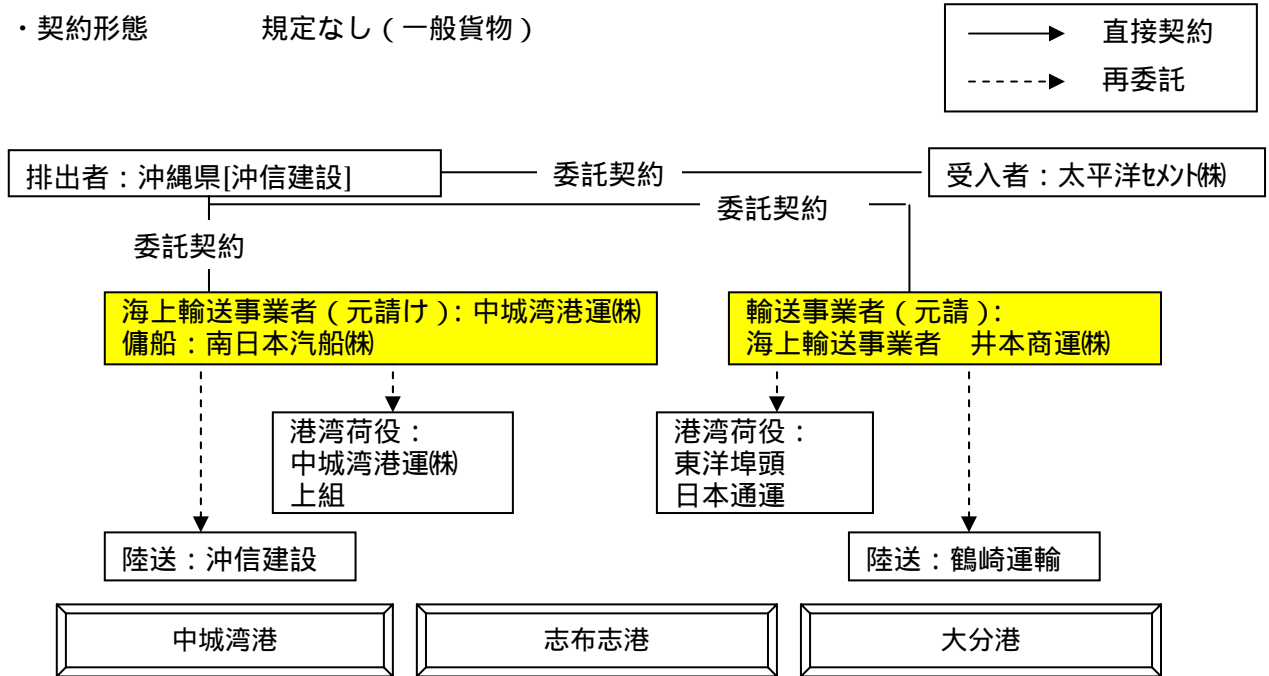 ・契約形態　　　規定なし（一般貨物）
直接契約
再委託
排出者：沖縄県[沖信建設]
委託契約
受入者：太平洋ｾﾒﾝﾄ㈱
委託契約
委託契約
海上輸送事業者（元請け）：中城湾港運㈱
傭船：南日本汽船㈱
輸送事業者（元請）：
海上輸送事業者　井本商運㈱
港湾荷役：
中城湾港運㈱
上組
港湾荷役：
東洋埠頭
日本通運
陸送：沖信建設
陸送：鶴崎運輸
中城湾港
志布志港
大分港